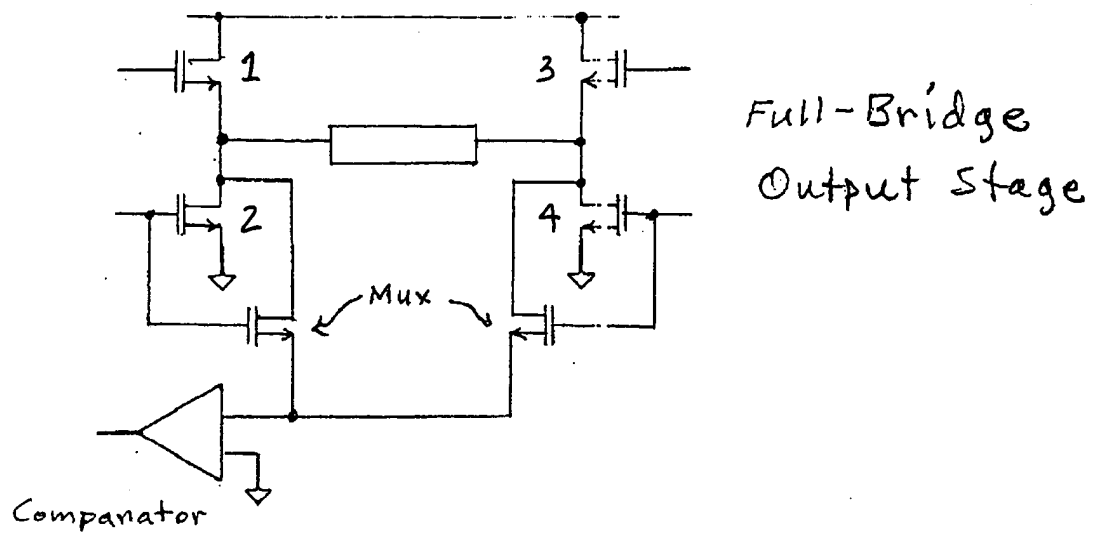 1
3
Full-Bridge
Output Stage
2
4
Mux
Companator